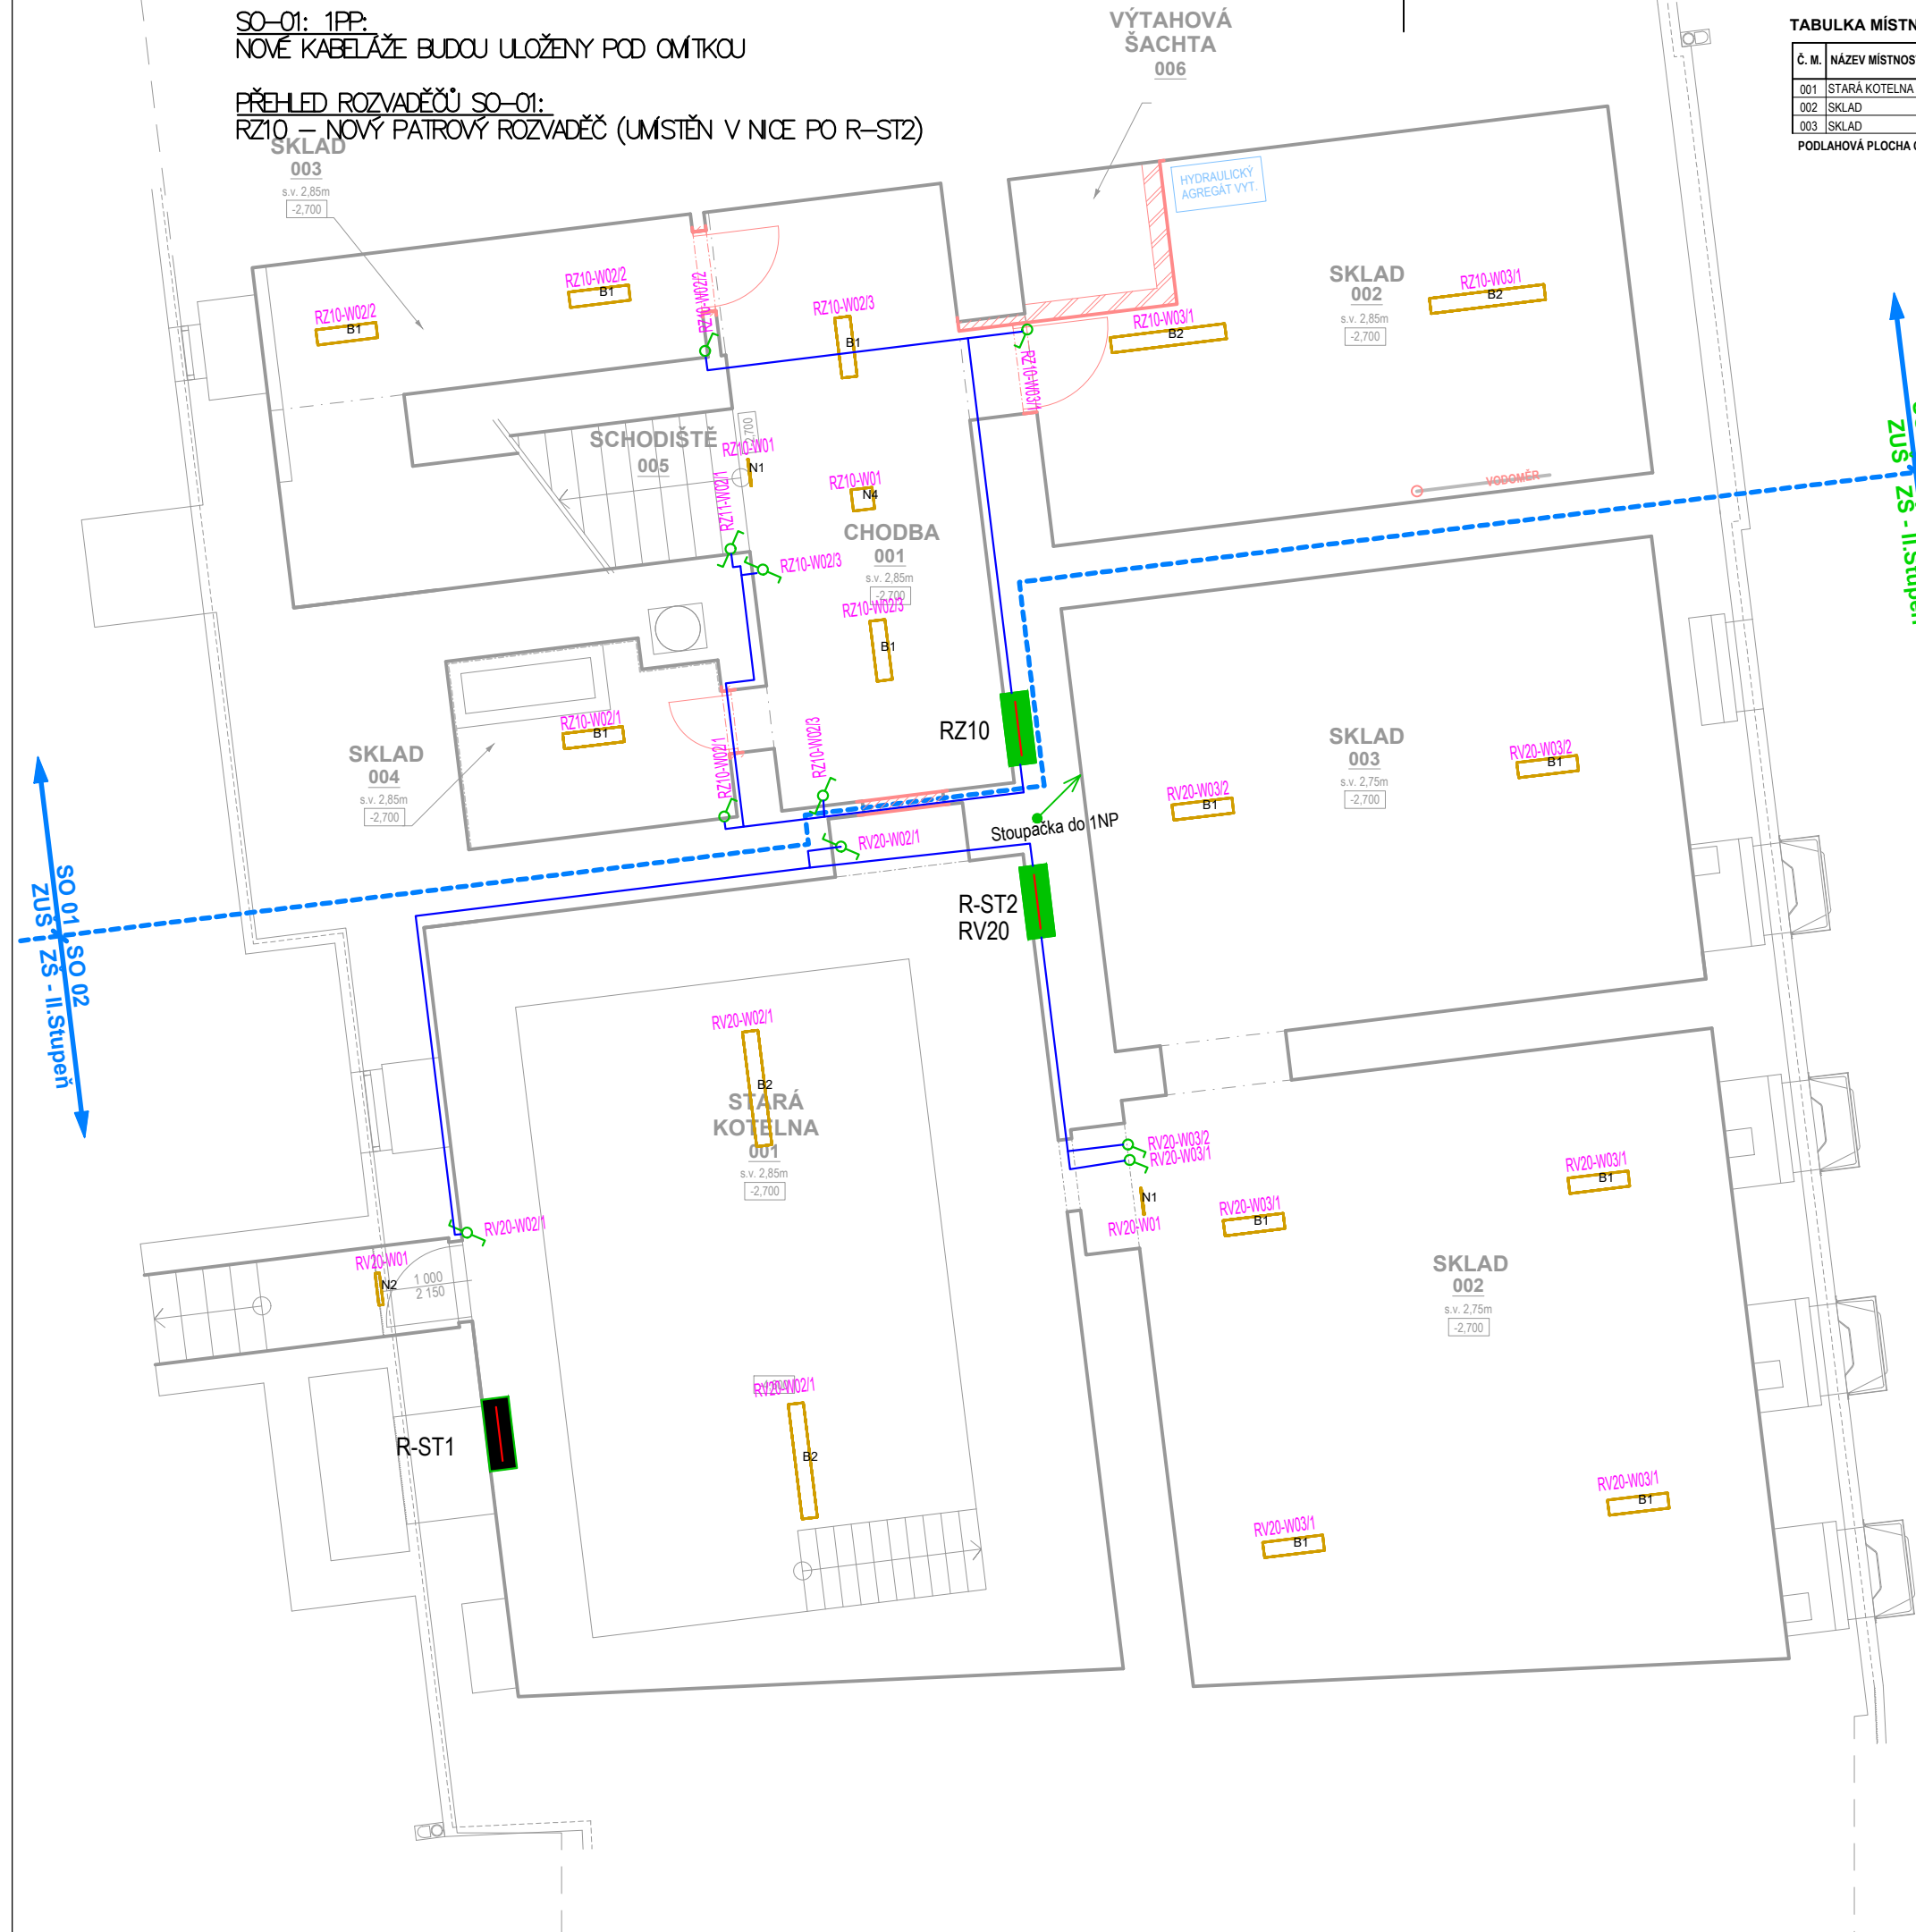 SO-01: 1PP:
NOVÉ KABELÁŽE BUDOU ULOŽENY POD OMÍTKOU
PŘEHLED ROZVADĚČŮ SO-01:
RZ10 – NOVÝ PATROVÝ ROZVADĚČ (UMÍSTĚN V NICE PO R-ST2)
VÝTAHOVÁ
ŠACHTA
006
TABULKA MÍSTN
Č. M. NÁZEV MÍSTNOS
001 STARÁ KOTELNA
002 SKLAD
003 SKLAD
PODLAHOVÁ PLOCHA
SKLAD
003
s.v. 2,85m
-2,700
HYDRAULICKÝ
AGREGÁT VYT.
SKLAD
002
s.v. 2,85m
-2,700
RZ10-W03/1
B2
RZ10-W03/1
B2
RZ10-W03/1
RZ10-W02/2
B1
RZ10-W02/2
B1
RZ10-W02/2
RZ10-W02/3
B1
SCHODIŠTĚ
005
RZ10-W01
N1
RZ10-W01
N4
RZ11-W02/1
RZ10-W02/3
CHODBA
001
s.v. 2,85m
-2,700
RZ10-W02/3
B1
VODOMĚR
ZUŠ
ZŠ - II.Stupeň
RZ10-W02/1
B1
SKLAD
004
s.v. 2,85m
-2,700
RZ10-W02/1
RZ10-W02/3
RZ10
SKLAD
003
s.v. 2,75m
-2,700
RV20-W03/2
B1
RV20-W03/2
B1
Stoupačka do 1NP
RV20-W02/1
R-ST2
RV20
SO 01
SO 02
ZUŠ
ZŠ - II.Stupeň
RV20-W02/1
B2
STARÁ
KOTELNA
001
s.v. 2,85m
-2,700
RV20-W03/2
RV20-W03/1
N1
RV20-W01
RV20-W03/1
B1
RV20-W03/1
B1
RV20-W02/1
RV20-W01
N2
1 000
2 150
SKLAD
002
s.v. 2,75m
-2,700
RV20-W02/1
B2
R-ST1
RV20-W03/1
B1
RV20-W03/1
B1